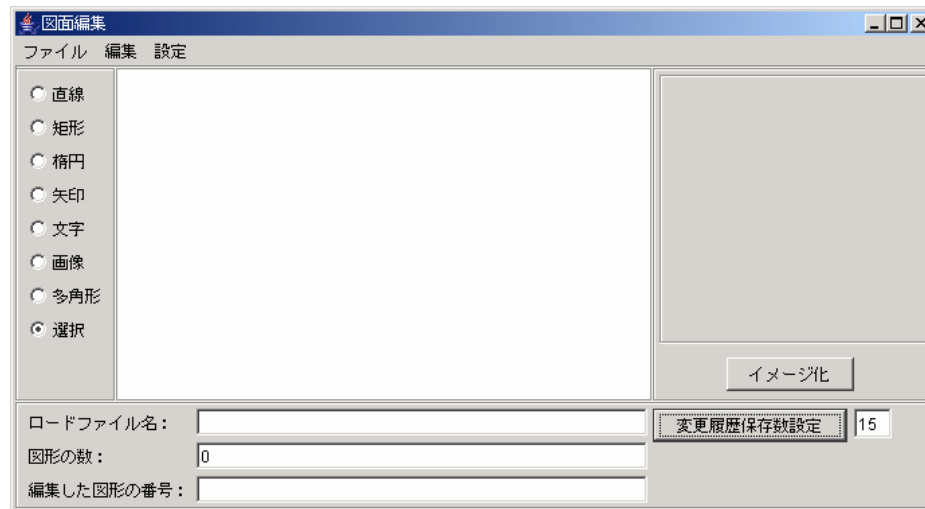 図面編集
ファイル 編集 設定
直線
矩形
楕円
矢印
文字
画像
多角形
選択
イメージ化
ロードファイル名：
変更履歴保存数設定 15
図形の数： 0
編集した図形の番号：